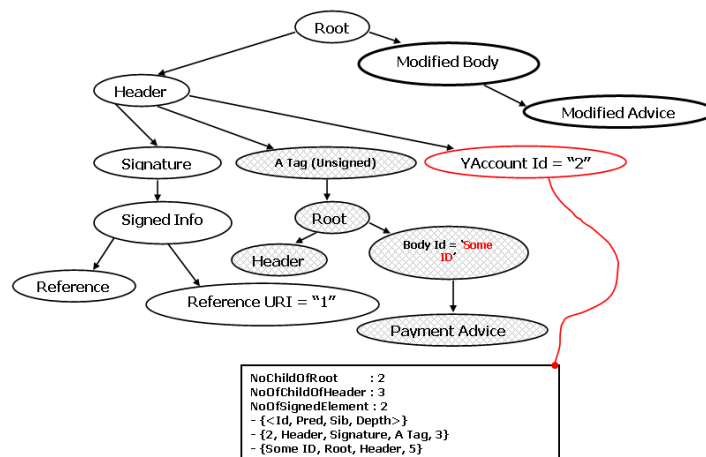 Root
Modified Body
Header
Modified Advice
Signature
A Tag (Unsigned)
YAccount Id = “2”
Signed Info
Root
Body Id = ‘Some
ID’
Header
Reference
Reference URI = “1”
Payment Advice
NoChildOfRoot : 2
NoOfChildOfHeader : 3
NoOfSignedElement : 2
- {<Id, Pred, Sib, Depth>}
- {2, Header, Signature, A Tag, 3}
- {Some ID, Root, Header, 5}